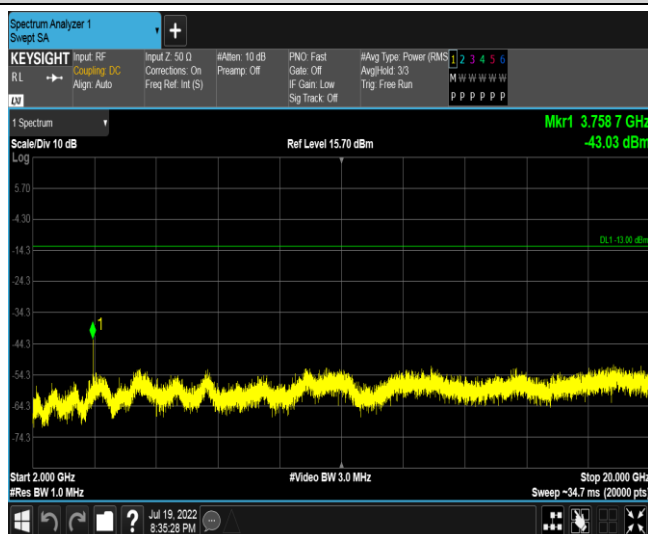 Spectrum Analyzer 1
Swept SA
+
KEYSIGHT Input: RF Input Z: 50 Ω #Atten: 10 dB PNO: Fast #Avg Type: Power (RMS 1 2 3 4 5 6
RL Coupling: DC Corrections: On Preamp: Off Gate: Off Avg|Hold: 3/3 M W W W W W
Align: Auto Freq Ref: Int (S) IF Gain: Low Trig: Free Run
Sig Track: Off P P P P P P
LXI
1 Spectrum Mkr1 3.758 7 GHz
Scale/Div 10 dB Ref Level 15.70 dBm -43.03 dBm
Log
5.70
-4.30
DL1 -13.00 dBm
-14.3
-24.3
-34.3
1
-44.3
-54.3
-64.3
-74.3
Start 2.000 GHz #Video BW 3.0 MHz Stop 20.000 GHz
#Res BW 1.0 MHz Sweep ~34.7 ms (20000 pts)
? Jul 19, 2022
8:35:28 PM